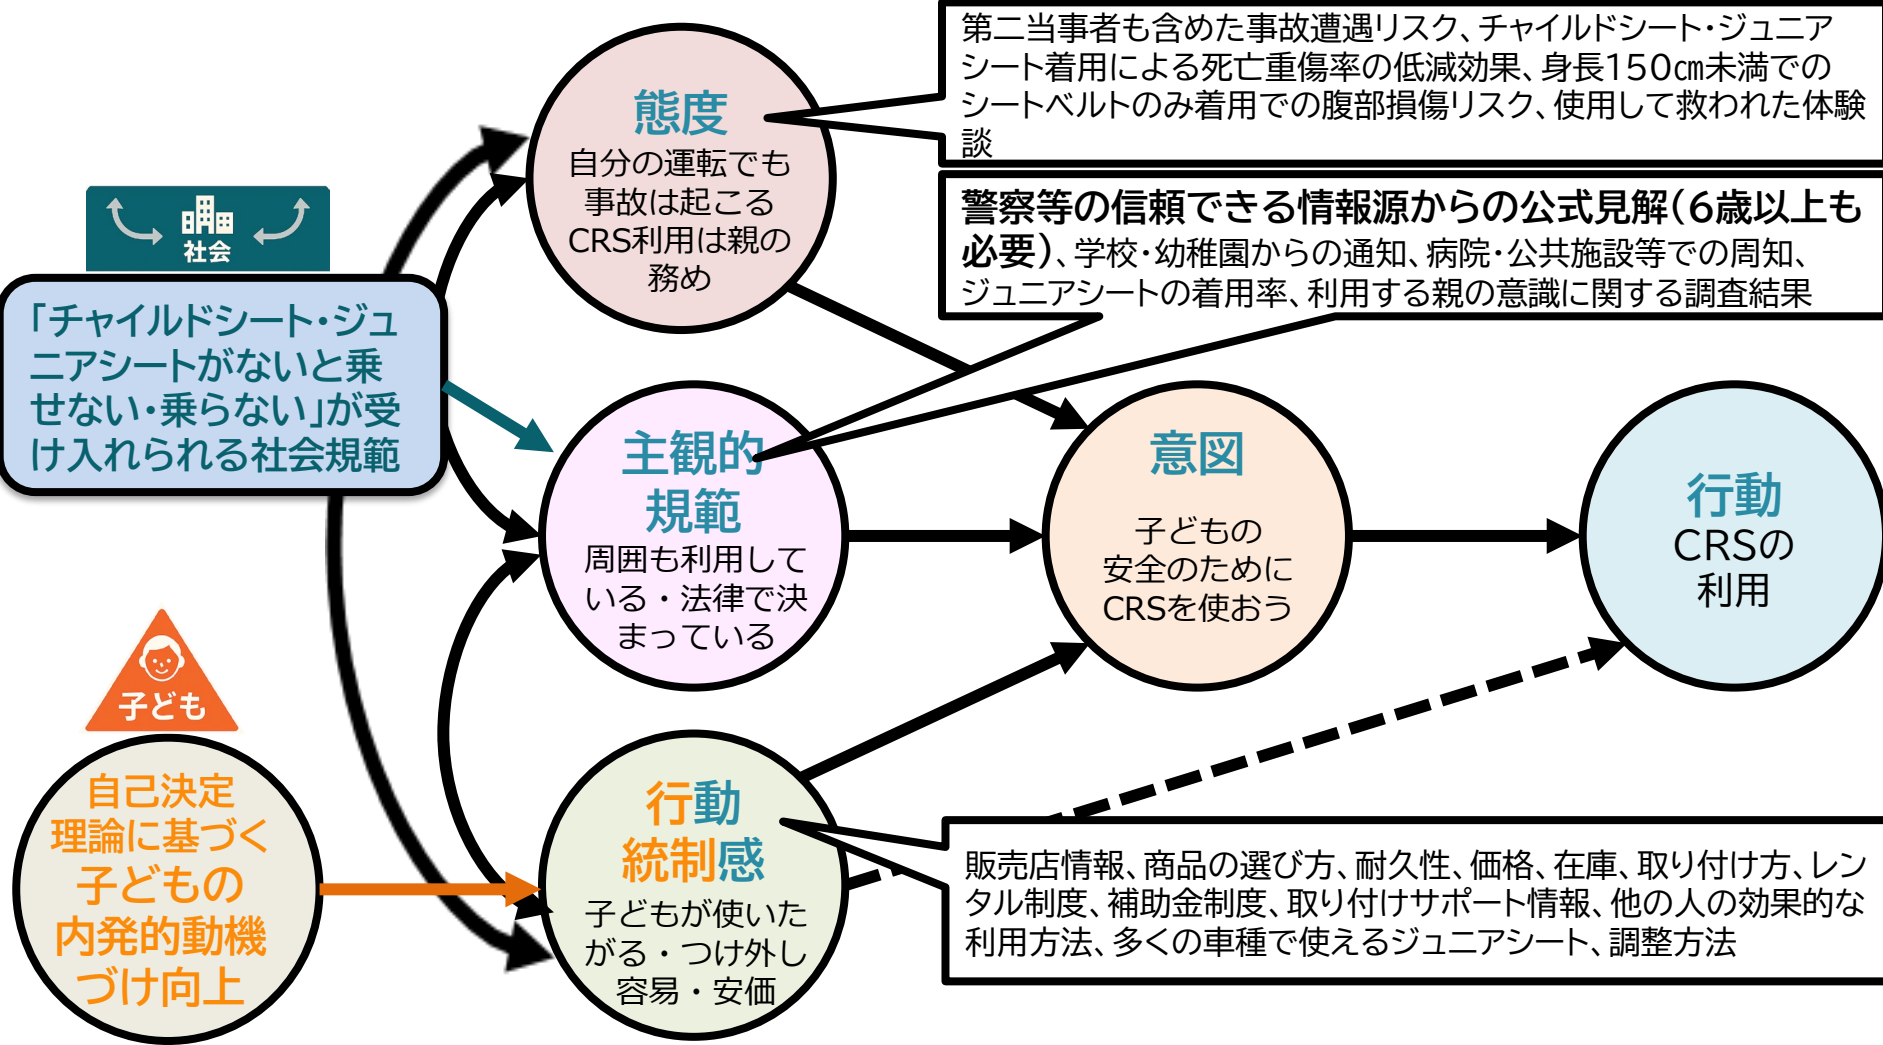 第二当事者も含めた事故遭遇リスク、チャイルドシート・ジュニア
シート着用による死亡重傷率の低減効果、身長150㎝未満での
シートベルトのみ着用での腹部損傷リスク、使用して救われた体験
談
態度
自分の運転でも
事故は起こる
CRS利用は親の
務め
警察等の信頼できる情報源からの公式見解(6歳以上も
必要)、学校・幼稚園からの通知、病院・公共施設等での周知、
ジュニアシートの着用率、利用する親の意識に関する調査結果
社会
「チャイルドシート・ジュ
ニアシートがないと乗
せない・乗らない」が受
け入れられる社会規範
主観的
規範
周囲も利用して
いる・法律で決
まっている
意図
子どもの
安全のために
CRSを使おう
行動
CRSの
利用
子ども
自己決定
理論に基づく
子どもの
内発的動機
づけ向上
行動
統制感
子どもが使いた
がる・つけ外し
容易・安価
販売店情報、商品の選び方、耐久性、価格、在庫、取り付け方、レン
タル制度、補助金制度、取り付けサポート情報、他の人の効果的な
利用方法、多くの車種で使えるジュニアシート、調整方法